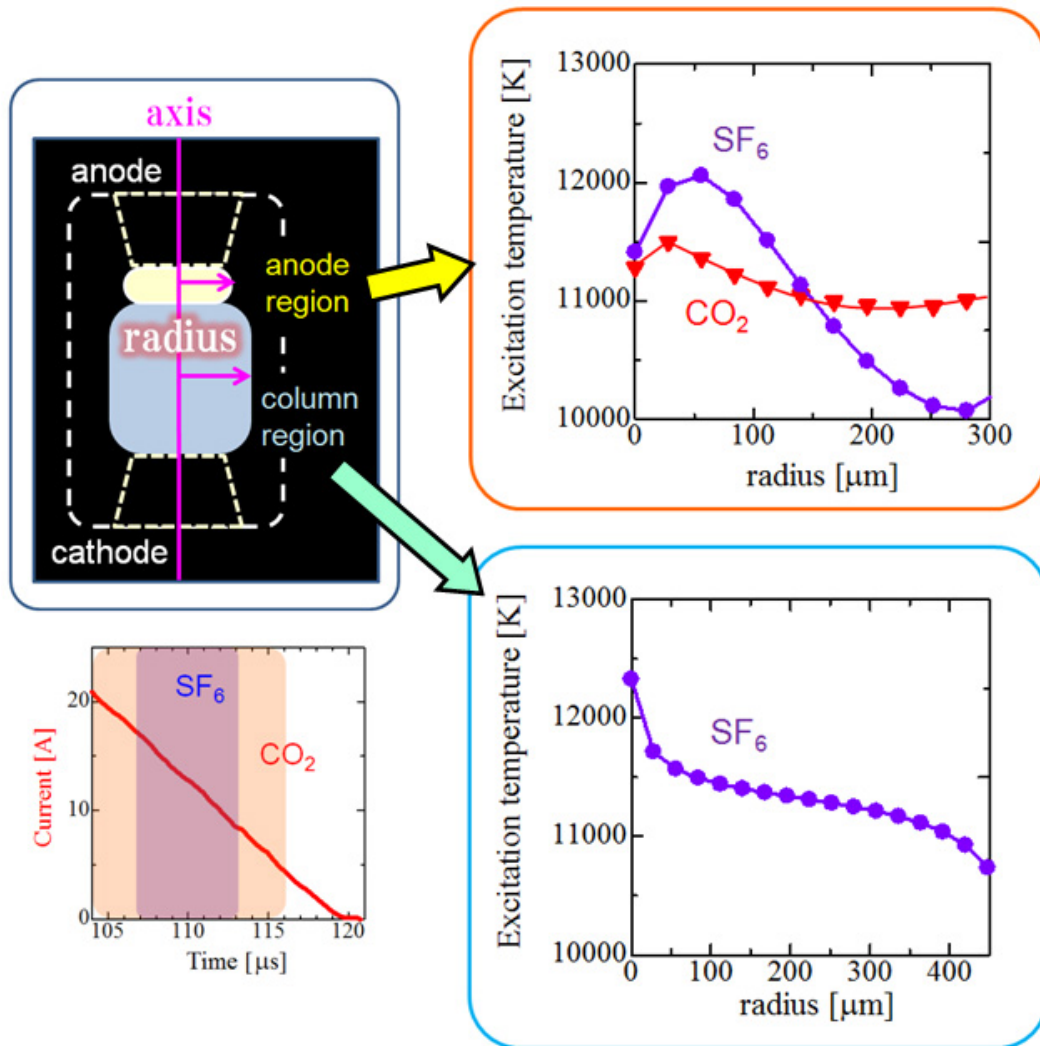 axis
anode
anode
region
radius
column
region
cathode
Excitation temperature [K]
13000
12000
11000
10000
SF6
CO2
0
100
200
300
radius [μm]
Current [A]
20
10
0
SF6
CO2
105
110
115
120
Time [μs]
Excitation temperature [K]
13000
12000
11000
10000
SF6
0
100
200
300
400
radius [μm]